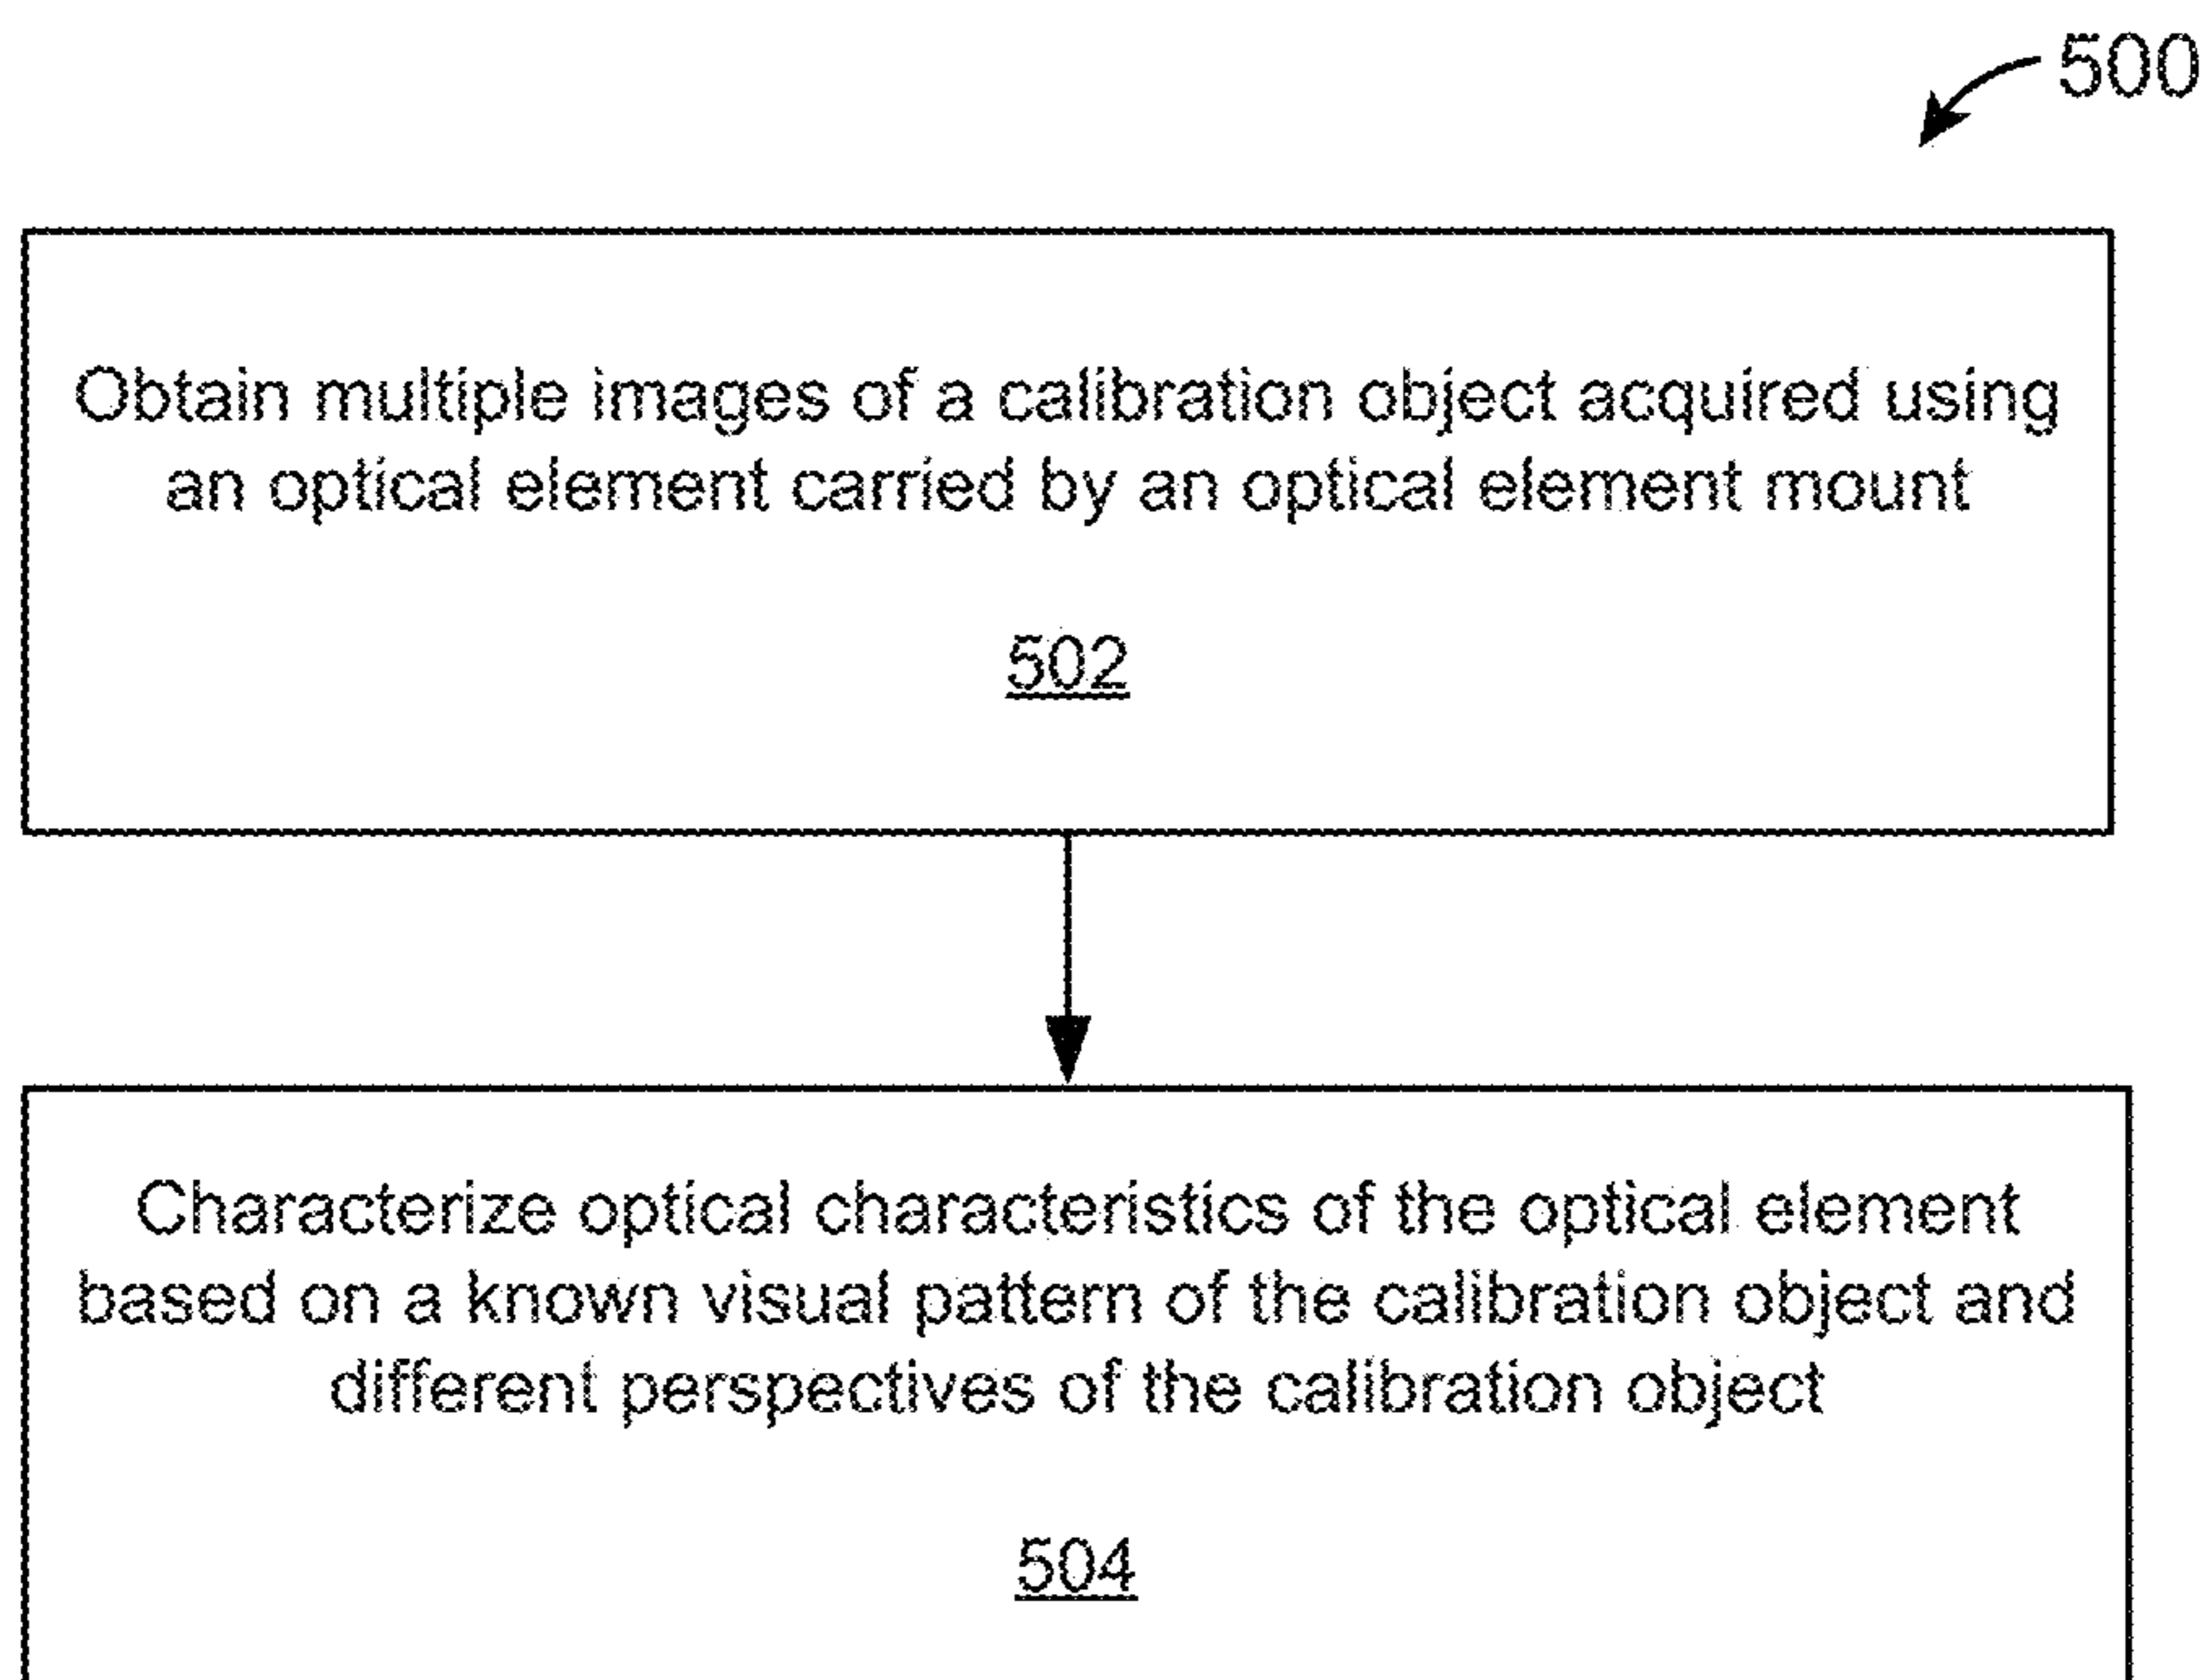 500
Obtain multiple images of a calibration object acquired using
an optical element carried by an optical element mount
502
Characterize optical characteristics of the optical element
based on a known visual pattern of the calibration object and
different perspectives of the calibration object
504